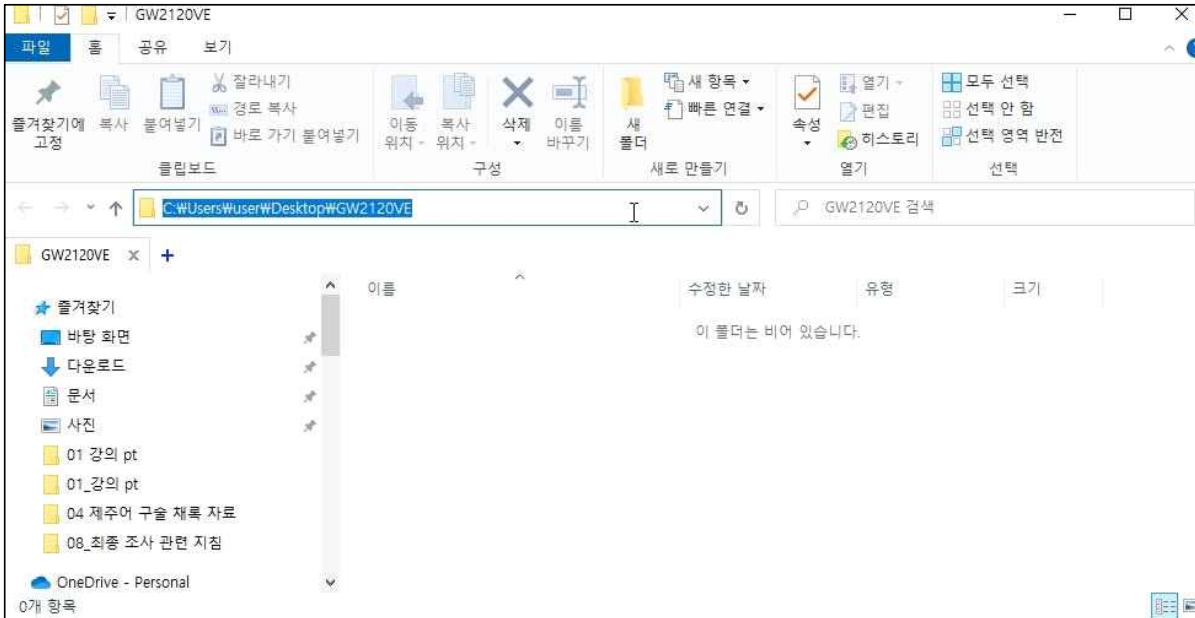 GW2120VE
파일 홈 공유 보기
즐겨찾기에 고정
복사
붙여넣기
잘라내기
경로 복사
바로 가기 붙여넣기
클립보드
이동 위치
복사 위치
삭제
이름 바꾸기
구성
새 폴더
새 항목
빠른 연결
새로 만들기
속성
열기
편집
히스토리
열기
모두 선택
선택 안 함
선택 영역 반전
선택
C:₩Users₩user₩Desktop₩GW2120VE
GW2120VE 검색
GW2120VE
이름 수정한 날짜 유형 크기
이 폴더는 비어 있습니다.
즐겨찾기
바탕 화면
다운로드
문서
사진
01 강의 pt
01_강의 pt
04 제주어 구술 채록 자료
08_최종 조사 관련 지침
OneDrive - Personal
0개 항목